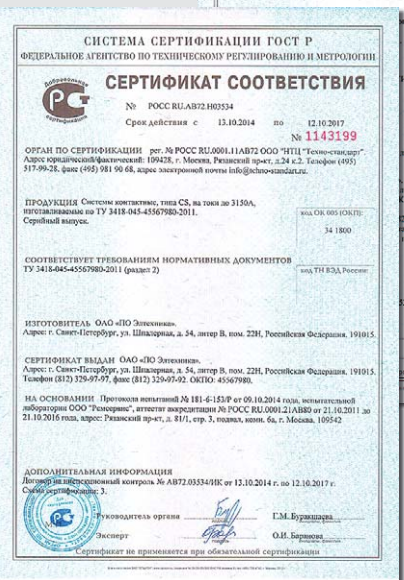 СИСТЕМА СЕРТИФИКАЦИИ ГОСТ Р
ФЕДЕРАЛЬНОЕ АГЕНТСТВО ПО ТЕХНИЧЕСКОМУ РЕГУЛИРОВАНИЮ И МЕТРОЛОГИИ
Добровольная
сертификация
СЕРТИФИКАТ СООТВЕТСТВИЯ
№ РОСС RU.АВ72.Н03534
Срок действия с 13.10.2014 по 12.10.2017
№ 1143199
ОРГАН ПО СЕРТИФИКАЦИИ рег. № РОСС RU.0001.11АВ72 ООО "НТЦ "Техно-стандарт".
Адрес юридический/фактический: 109428, г. Москва, Рязанский пр-кт, д.24 к.2. Телефон (495)
517-99-28, факс (495) 981 90 68, адрес электронной почты info@tehno-standart.ru.
ПРОДУКЦИЯ Системы контактные, типа CS, на токи до 3150А,
изготавливаемые по ТУ 3418-045-45567980-2011.
Серийный выпуск.
код ОК 005 (ОКП):
34 1800
СООТВЕТСТВУЕТ ТРЕБОВАНИЯМ НОРМАТИВНЫХ ДОКУМЕНТОВ
ТУ 3418-045-45567980-2011 (раздел 2)
код ТН ВЭД России:
ИЗГОТОВИТЕЛЬ ОАО «ПО Элтехника».
Адрес: г. Санкт-Петербург, ул. Шпалерная, д. 54, литер В, пом. 22Н, Российская Федерация. 191015.
СЕРТИФИКАТ ВЫДАН ОАО «ПО Элтехника».
Адрес: г. Санкт-Петербург, ул. Шпалерная, д. 54, литер В, пом. 22Н, Российская Федерация. 191015.
Телефон (812) 329-97-97, факс (812) 329-97-92. ОКПО: 45567980.
НА ОСНОВАНИИ Протокола испытаний № 181-6-153/Р от 09.10.2014 года, испытательной
лаборатории ООО "Ремсервис", аттестат аккредитации № РОСС RU.0001.21АВ80 от 21.10.2011 до
21.10.2016 года, адрес: Рязанский пр-кт, д. 81/1, стр. 3, подвал, комн. 6а, г. Москва, 109542
ДОПОЛНИТЕЛЬНАЯ ИНФОРМАЦИЯ
Договор на инспекционный контроль № АВ72.03534/ИК от 13.10.2014 г. по 12.10.2017 г.
Схема сертификации: 3.
Руководитель органа
Г.М. Буркицаева
Эксперт
О.И. Баринова
Сертификат не применяется при обязательной сертификации